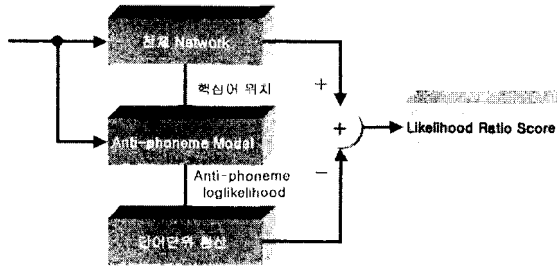 전체 Network
핵심어 위치
+
+
Likelihood Ratio Score
Anti-phoneme Model
Anti-phoneme
loglikelihood
−
단어단위 환산